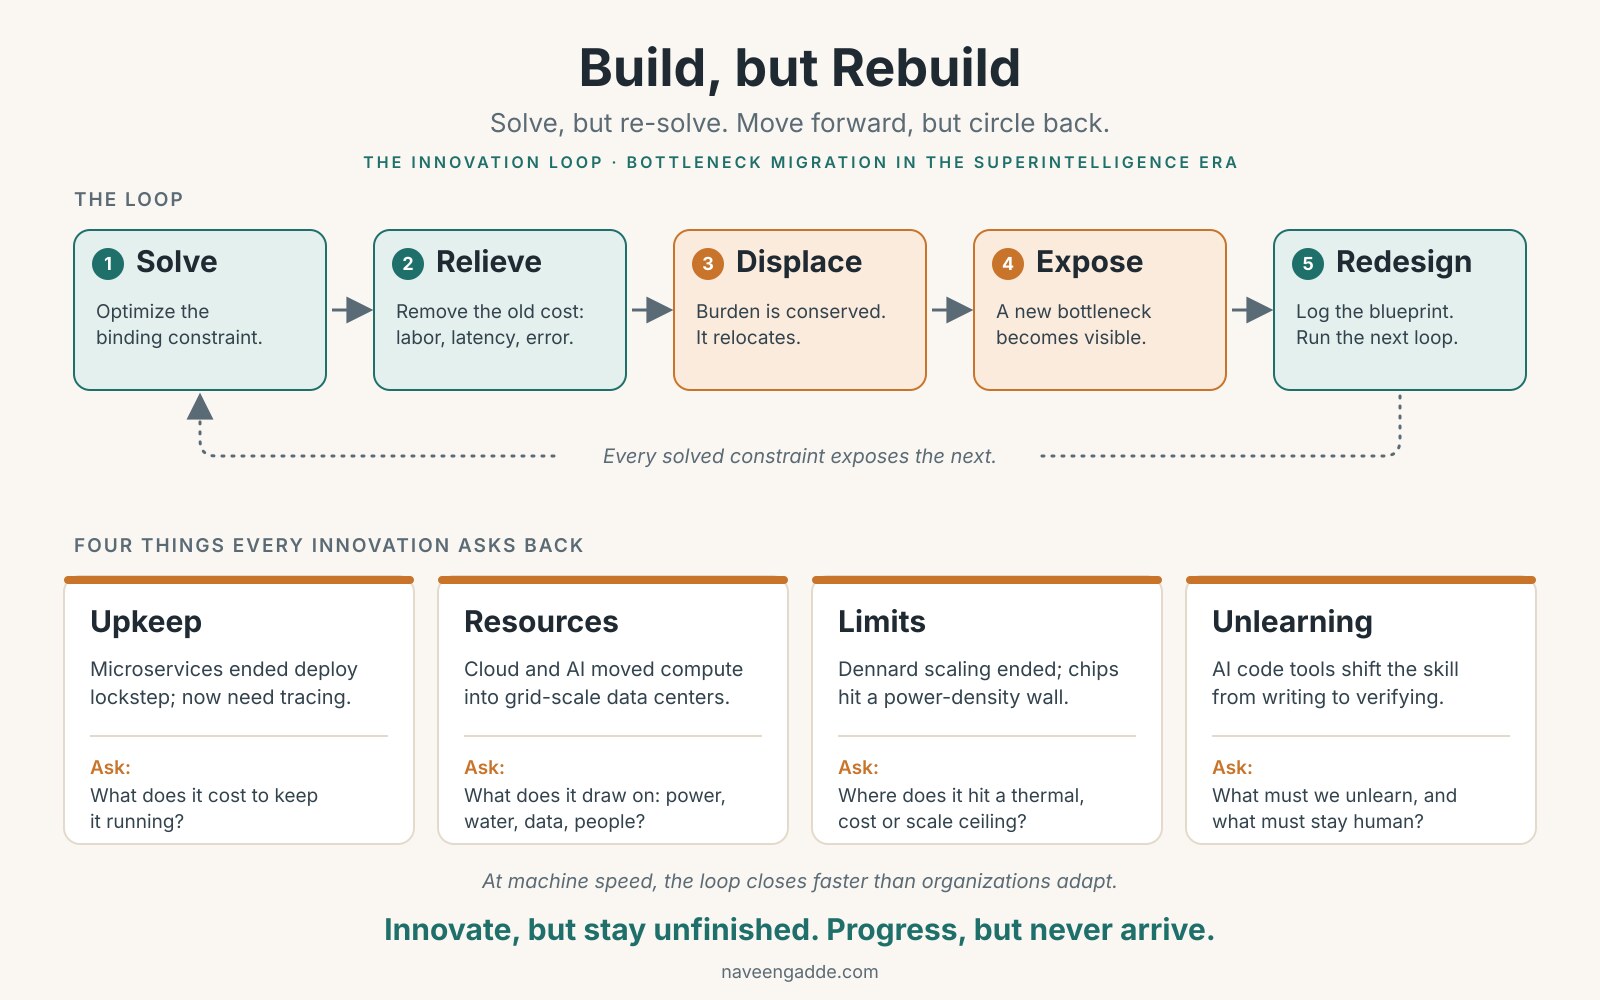 Build, but Rebuild
Solve, but re-solve. Move forward, but circle back.
THE INNOVATION LOOP · BOTTLENECK MIGRATION IN THE SUPERINTELLIGENCE ERA
THE LOOP
1 Solve
Optimize the
binding constraint.
2 Relieve
Remove the old cost:
labor, latency, error.
3 Displace
Burden is conserved.
It relocates.
4 Expose
A new bottleneck
becomes visible.
5 Redesign
Log the blueprint.
Run the next loop.
Every solved constraint exposes the next.
FOUR THINGS EVERY INNOVATION ASKS BACK
Upkeep
Microservices ended deploy
lockstep; now need tracing.
Ask:
What does it cost to keep
it running?
Resources
Cloud and AI moved compute
into grid-scale data centers.
Ask:
What does it draw on: power,
water, data, people?
Limits
Dennard scaling ended; chips
hit a power-density wall.
Ask:
Where does it hit a thermal,
cost or scale ceiling?
Unlearning
AI code tools shift the skill
from writing to verifying.
Ask:
What must we unlearn, and
what must stay human?
At machine speed, the loop closes faster than organizations adapt.
Innovate, but stay unfinished. Progress, but never arrive.
naveengadde.com